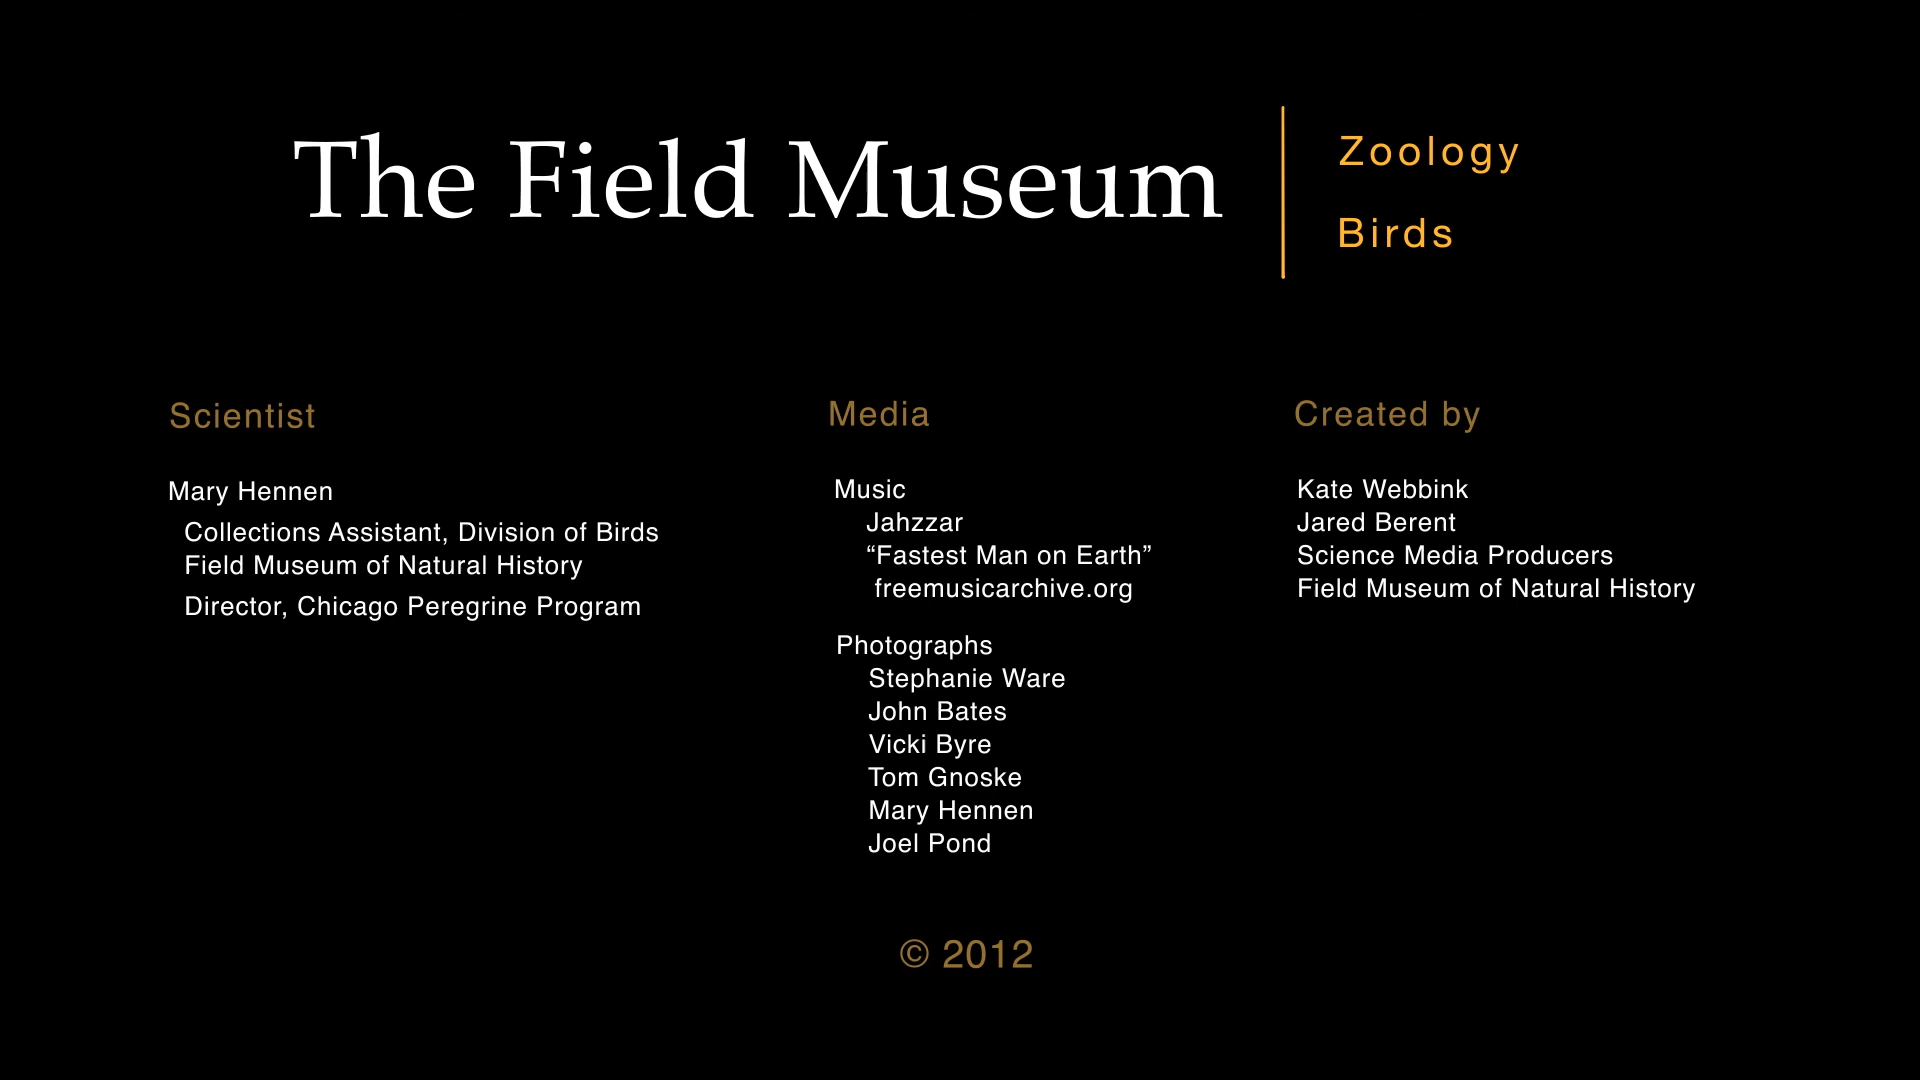 The Field Museum
Zoology
Birds
Scientist
Mary Hennen
Collections Assistant, Division of Birds
Field Museum of Natural History
Director, Chicago Peregrine Program
Media
Music
Jahzzar
“Fastest Man on Earth”
freemusicarchive.org
Photographs
Stephanie Ware
John Bates
Vicki Byre
Tom Gnoske
Mary Hennen
Joel Pond
Created by
Kate Webbink
Jared Berent
Science Media Producers
Field Museum of Natural History
© 2012